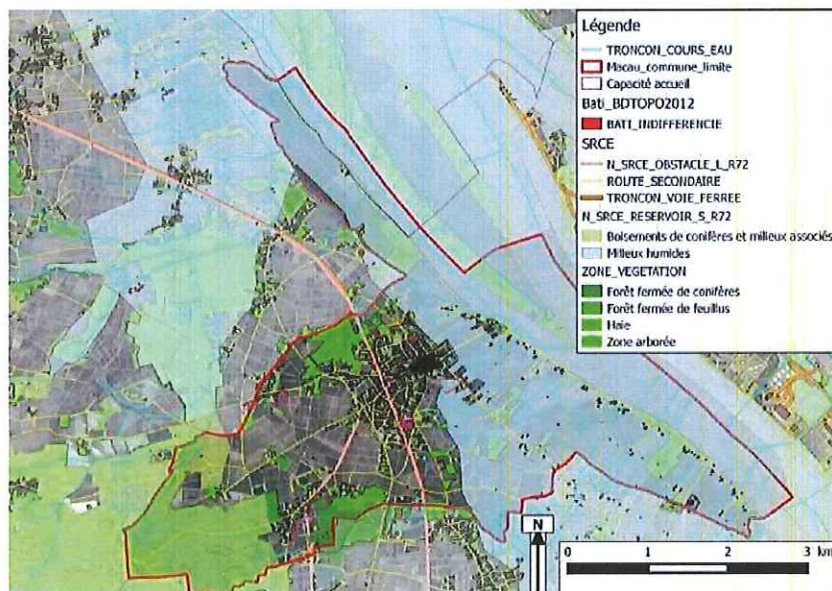 Légende
TRONCON_COURS_EAU
Macau_commune_limite
Capacité accueil
Bati_BDTOPO2012
BATI_INDIFFERENCIE
SRCE
N_SRCE_OBSTACLE_L_R72
ROUTE_SECONDAIRE
TRONCON_VOIE_FERREE
N_SRCE_RESERVOIR_S_R72
Boisements de conifères et milieux associés
Milieux humides
ZONE_VEGETATION
Forêt fermée de conifères
Forêt fermée de feuillus
Haie
Zone arborée
N
0 1 2 3 km